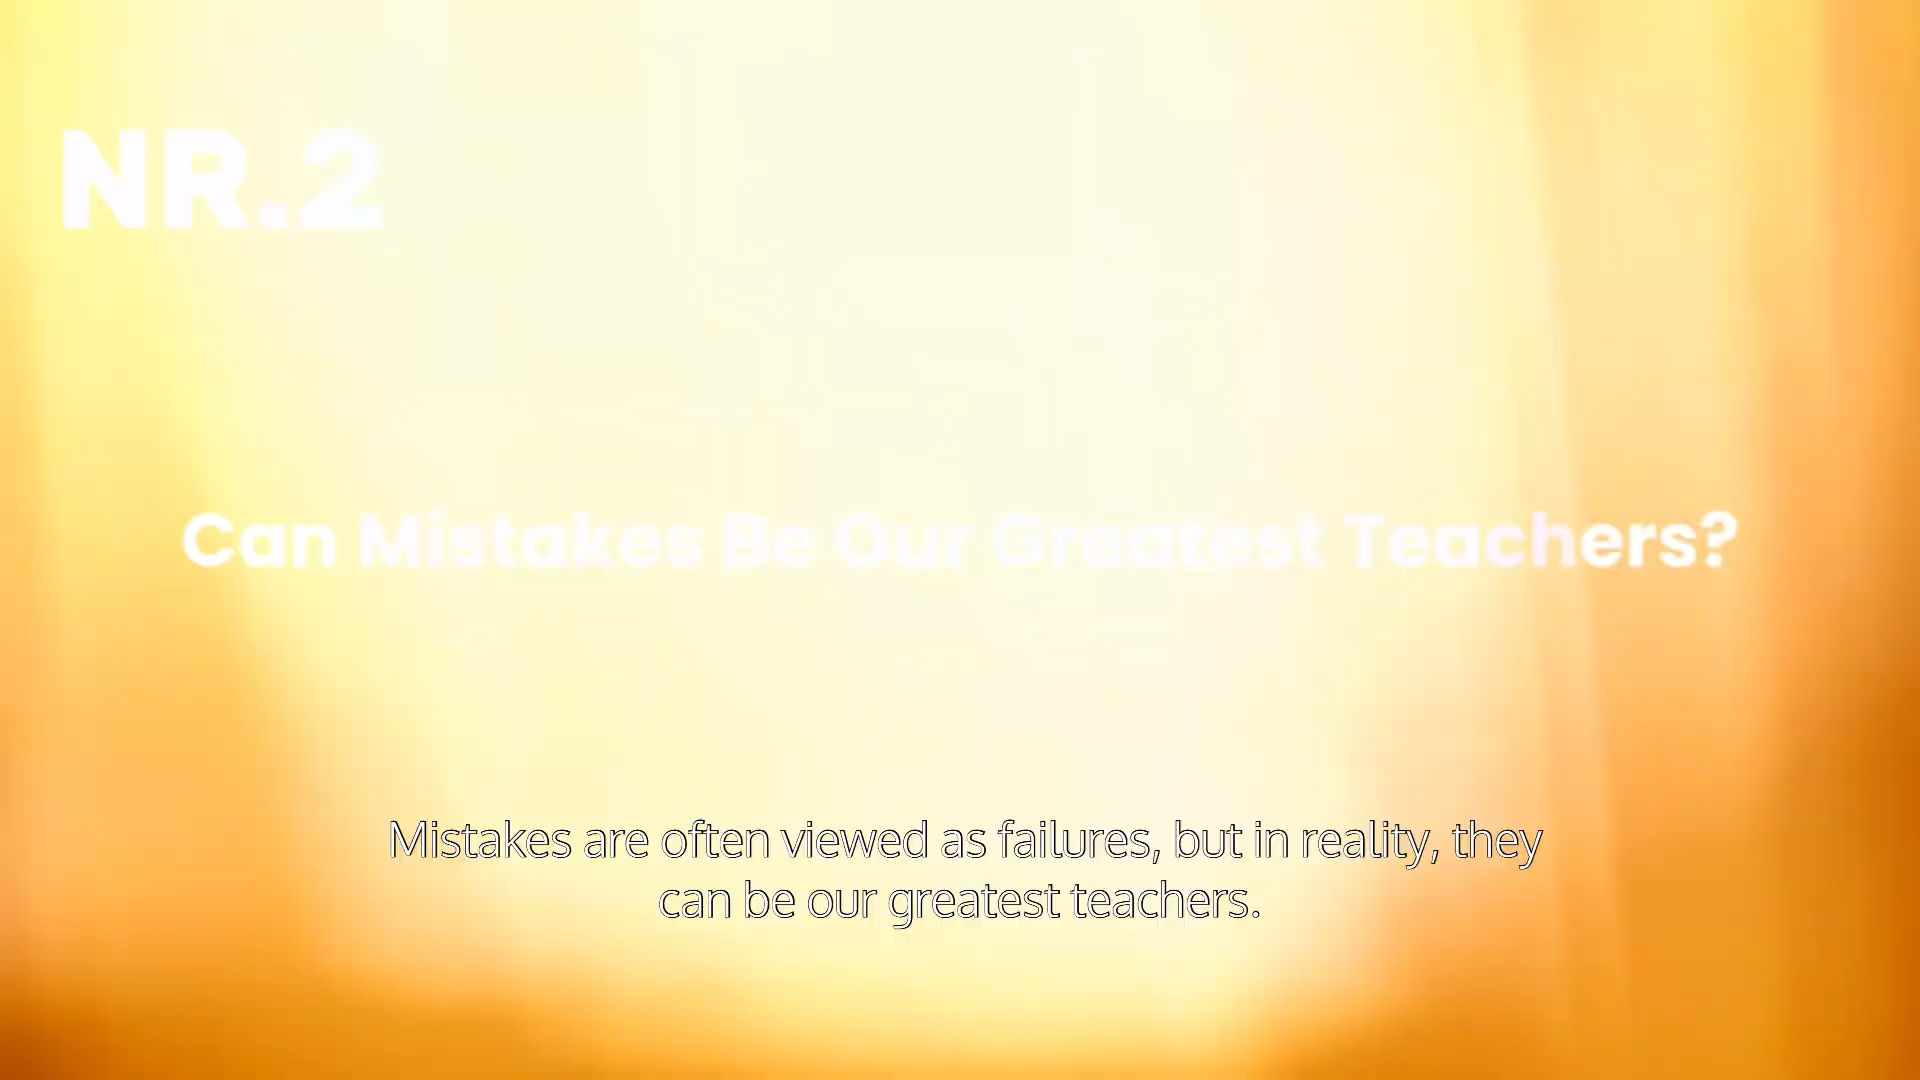 NR.2
Can Mistakes Be Our Greatest Teachers?
Mistakes are often viewed as failures, but in reality, they
can be our greatest teachers.